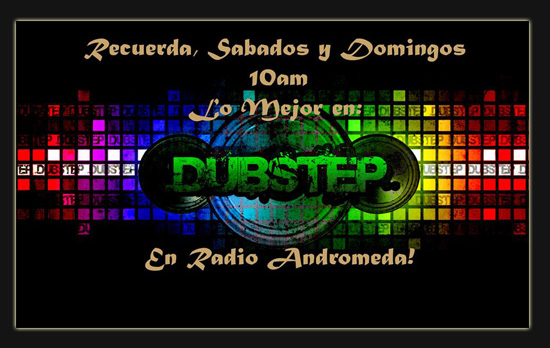 Recuerda, Sabados y Domingos
10am
Lo Mejor en:
DUBSTEP.
En Radio Andromeda!